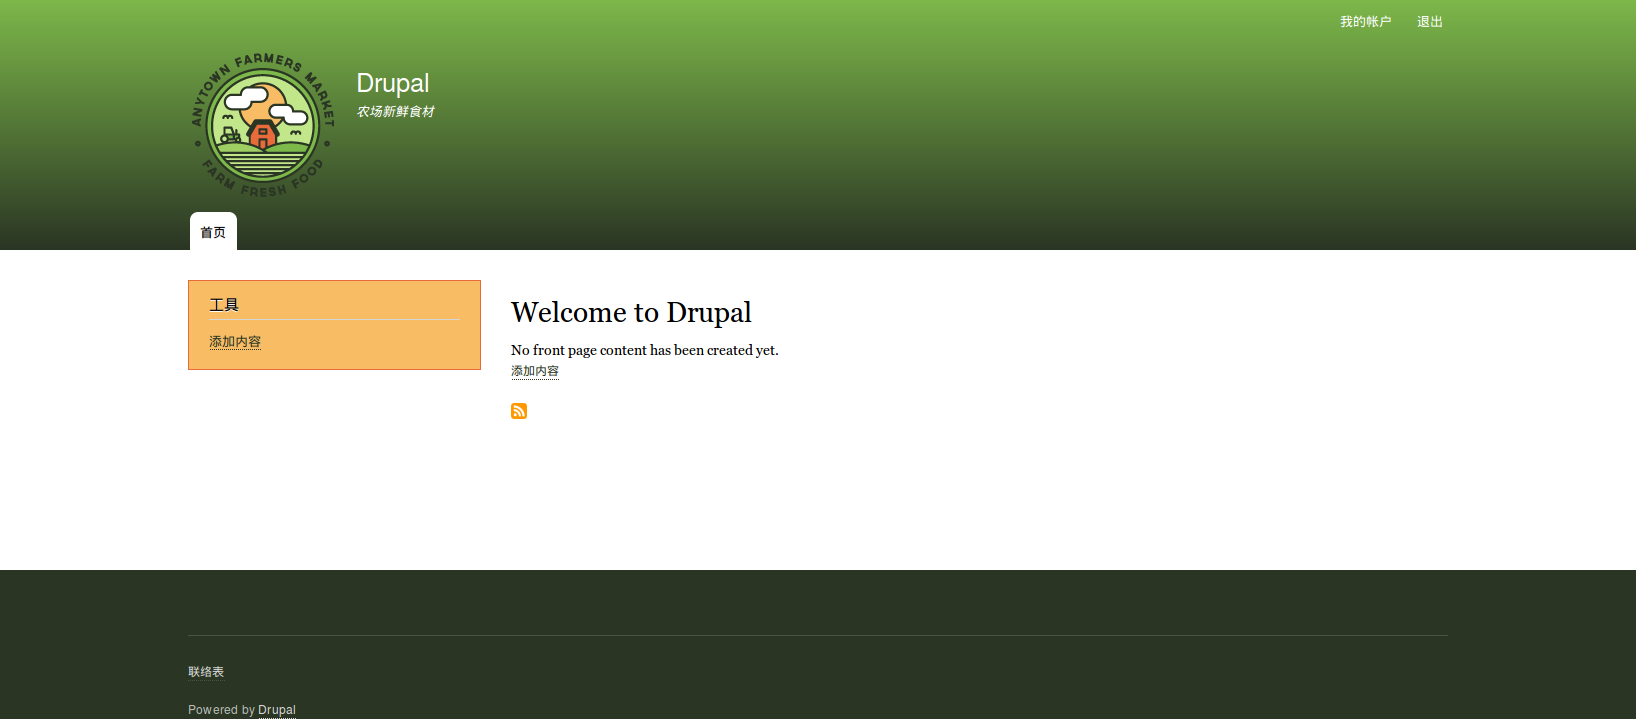 我的帐户 退出
ANYTOWN FARMERS MARKET
FARM FRESH FOOD
Drupal
农场新鲜食材
首页
工具
添加内容
Welcome to Drupal
No front page content has been created yet.
添加内容
联络表
Powered by Drupal